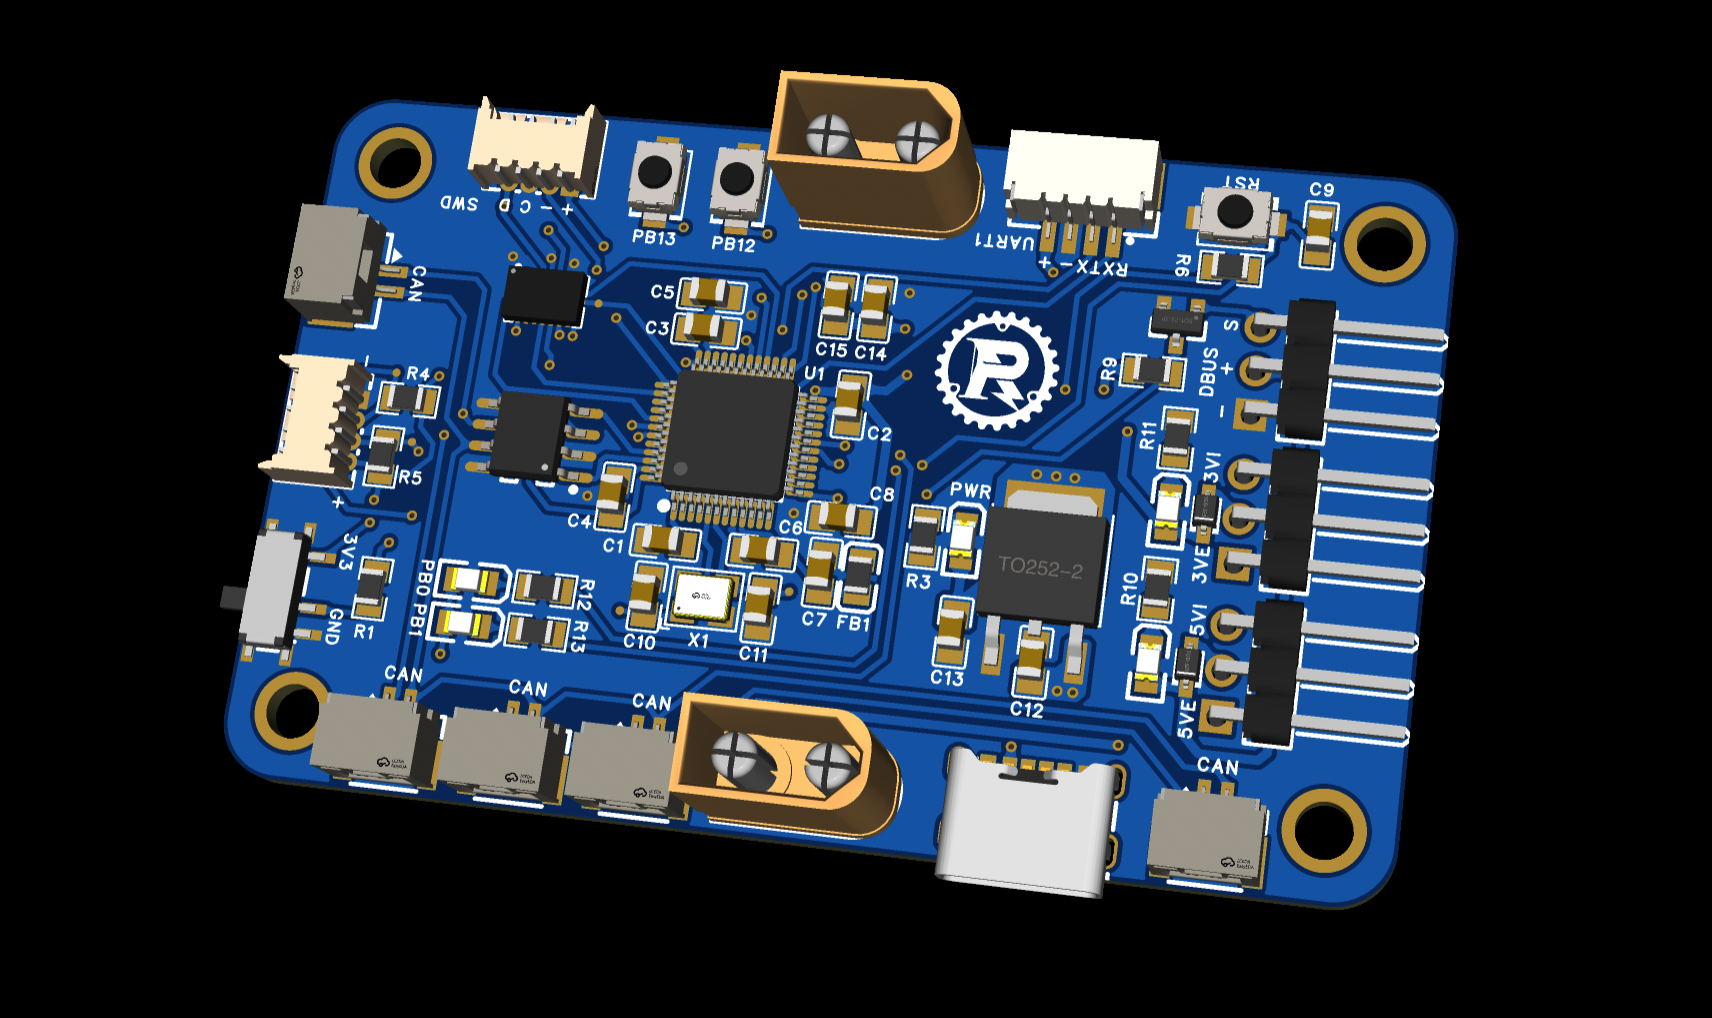 RST
C9
SWD
D C - +
PB13
PB12
UART1
+ - TX RX
R6
CAN
C5
C3
C15
C14
S
+
-
DBUS
R9
U1
R4
C2
R11
R5
+
-
3VI
C8
PWR
C4
C6
C1
3V3
R3
TO252-2
3VE
PB0
PB1
R12
R13
R10
R1
GND
C10
X1
C11
C7
FB1
5VI
C13
C12
5VE
CAN
CAN
CAN
CAN